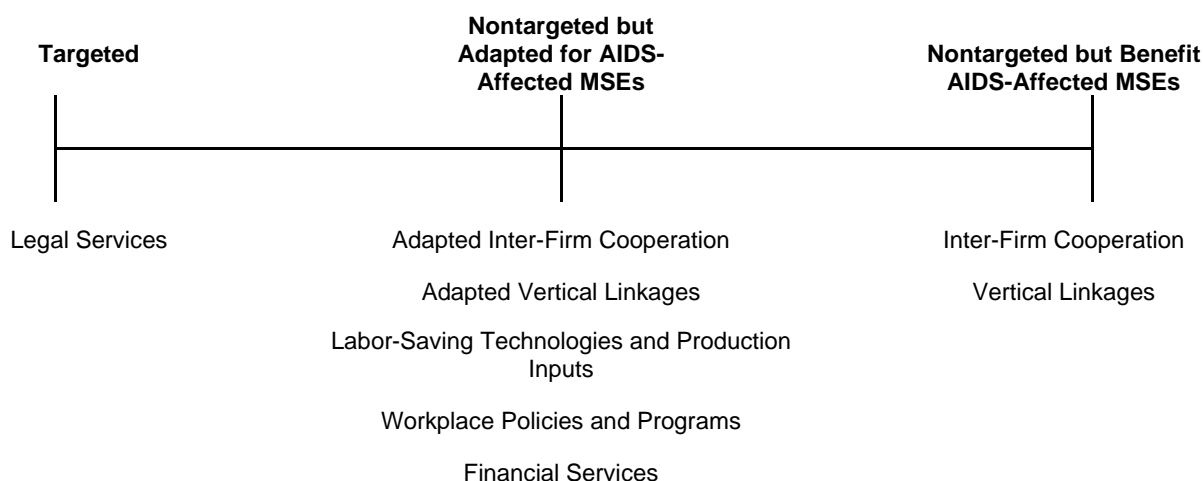 Targeted
Nontargeted but
Adapted for AIDS-
Affected MSEs
Nontargeted but Benefit
AIDS-Affected MSEs
Legal Services
Adapted Inter-Firm Cooperation
Inter-Firm Cooperation
Adapted Vertical Linkages
Vertical Linkages
Labor-Saving Technologies and Production
Inputs
Workplace Policies and Programs
Financial Services